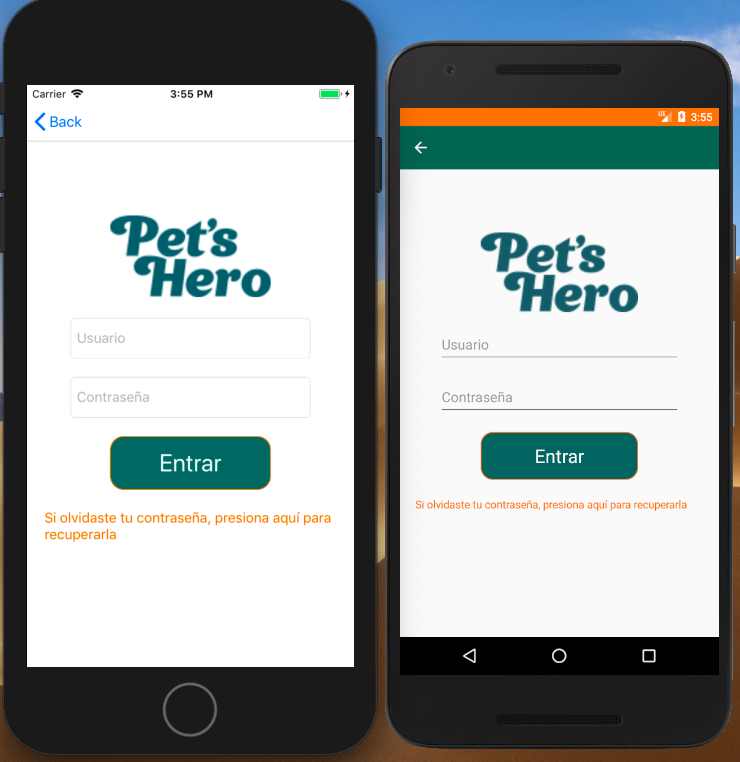 Carrier 3:55 PM
Back
Pet's
Hero
Usuario
Contraseña
Entrar
Si olvidaste tu contraseña, presiona aquí para
recuperarla
LTE 3:55
Pet's
Hero
Usuario
Contraseña
Entrar
Si olvidaste tu contraseña, presiona aquí para recuperarla